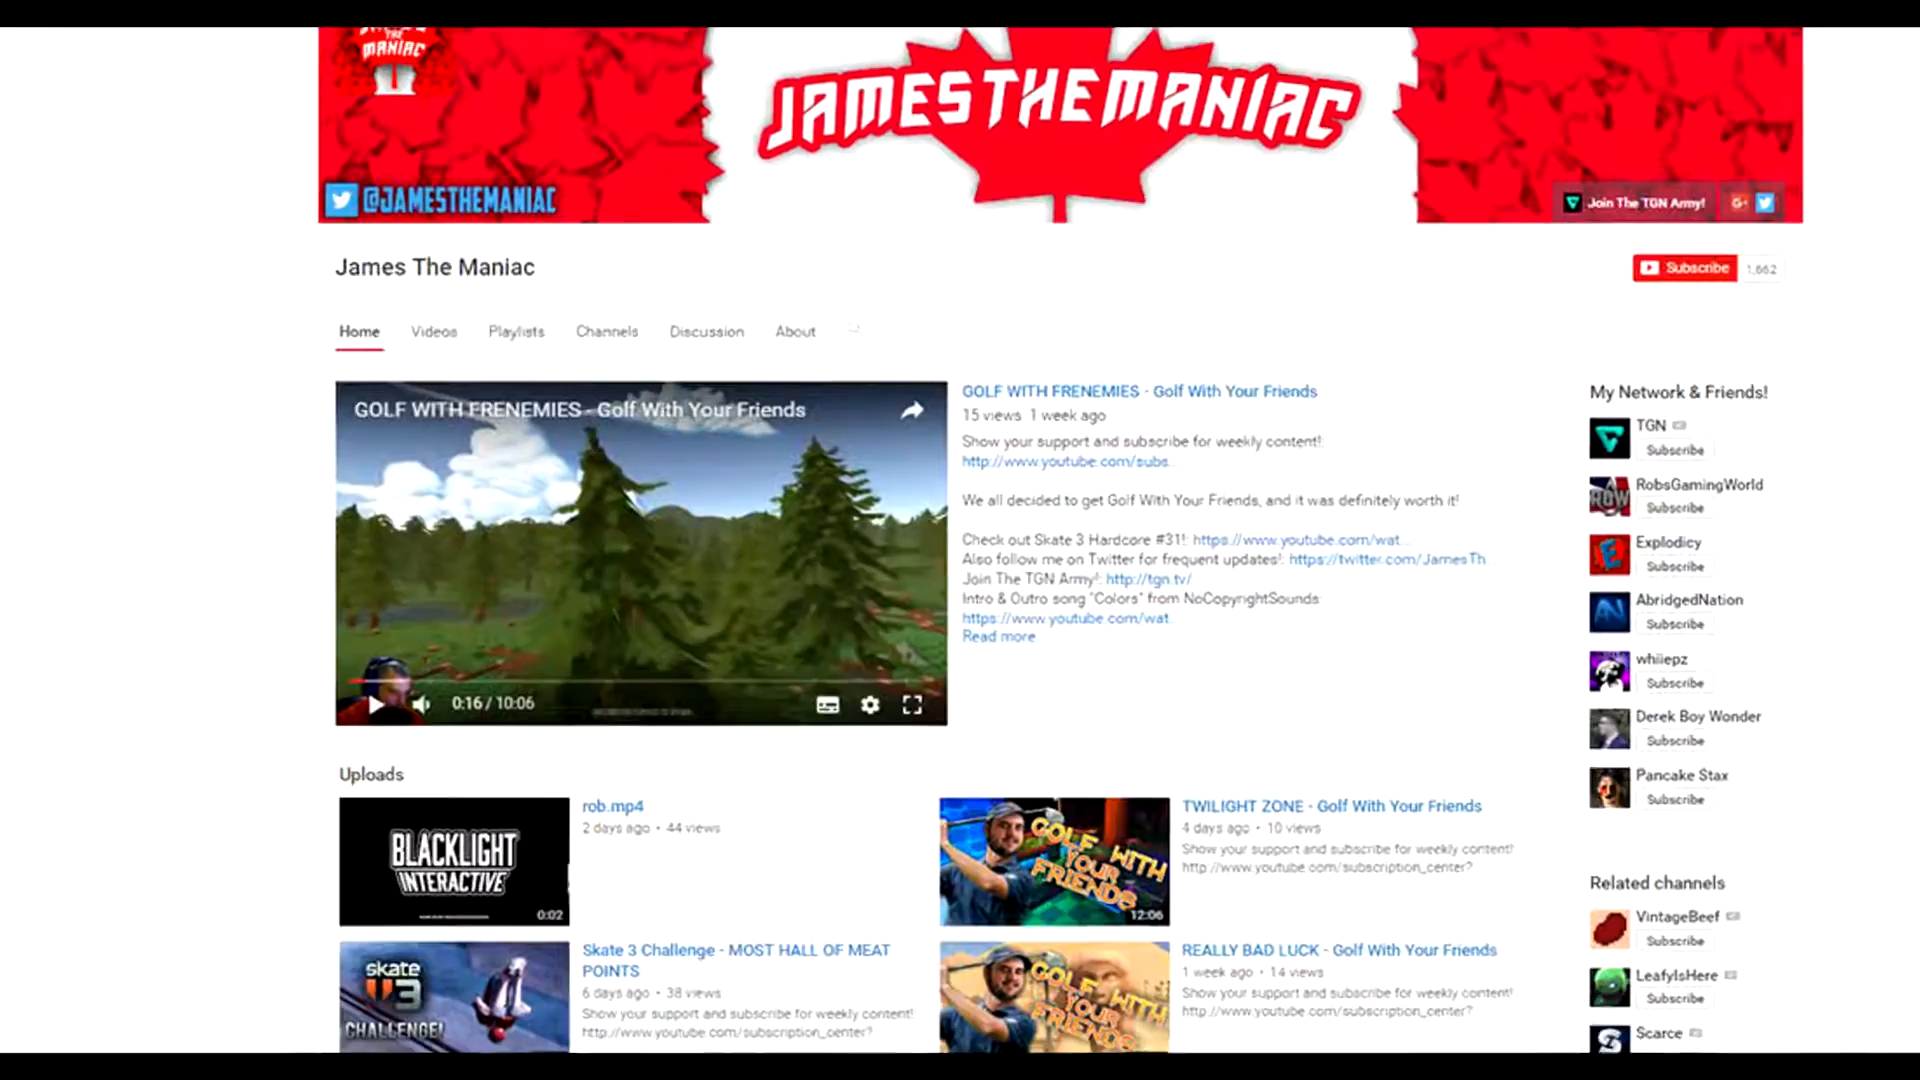 THE
MANIAC
JAMESTHEMANIAC
@JAMESTHEMANIAC
Join The TGN Army!
G+
James The Maniac
Subscribe 1,662
Home Videos Playlists Channels Discussion About
GOLF WITH FRENEMIES - Golf With Your Friends
0:16 / 10:06
GOLF WITH FRENEMIES - Golf With Your Friends
15 views 1 week ago
Show your support and subscribe for weekly content!:
http://www.youtube.com/subs...
We all decided to get Golf With Your Friends, and it was definitely worth it!
Check out Skate 3 Hardcore #31!: https://www.youtube.com/wat...
Also follow me on Twitter for frequent updates!: https://twitter.com/JamesTh
Join The TGN Army!: http://tgn.tv/
Intro & Outro song "Colors" from NoCopyrightSounds:
https://www.youtube.com/wat...
Read more
My Network & Friends!
TGN
Subscribe
RobsGamingWorld
Subscribe
Explodicy
Subscribe
AbridgedNation
Subscribe
whiiepz
Subscribe
Derek Boy Wonder
Subscribe
Pancake Stax
Subscribe
Uploads
BLACKLIGHT
INTERACTIVE
0:02
rob.mp4
2 days ago • 44 views
GOLF WITH
YOUR
FRIENDS
12:06
TWILIGHT ZONE - Golf With Your Friends
4 days ago • 10 views
Show your support and subscribe for weekly content!:
http://www.youtube.com/subscription_center?
skate
3
CHALLENGE!
Skate 3 Challenge - MOST HALL OF MEAT
POINTS
6 days ago • 38 views
Show your support and subscribe for weekly content!:
http://www.youtube.com/subscription_center?
GOLF WITH
YOUR
FRIENDS
REALLY BAD LUCK - Golf With Your Friends
1 week ago • 14 views
Show your support and subscribe for weekly content!:
http://www.youtube.com/subscription_center?
Related channels
VintageBeef
Subscribe
LeafyIsHere
Subscribe
Scarce